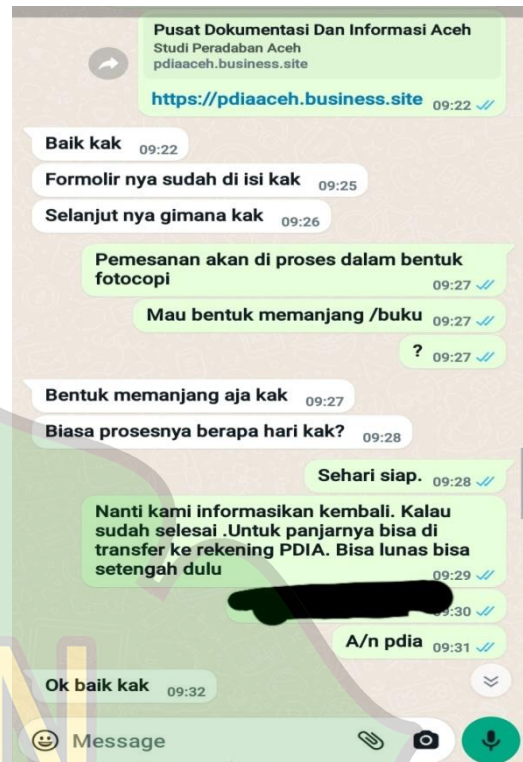 Pusat Dokumentasi Dan Informasi Aceh
Studi Peradaban Aceh
pdiaaceh.business.site
https://pdiaaceh.business.site 09:22
Baik kak 09:22
Formolir nya sudah di isi kak 09:25
Selanjut nya gimana kak 09:26
Pemesanan akan di proses dalam bentuk
fotocopi 09:27
Mau bentuk memanjang /buku 09:27
? 09:27
Bentuk memanjang aja kak 09:27
Biasa prosesnya berapa hari kak? 09:28
Sehari siap. 09:28
Nanti kami informasikan kembali. Kalau
sudah selesai .Untuk panjarnya bisa di
transfer ke rekening PDIA. Bisa lunas bisa
setengah dulu 09:29
09:30
A/n pdia 09:31
Ok baik kak 09:32
Message